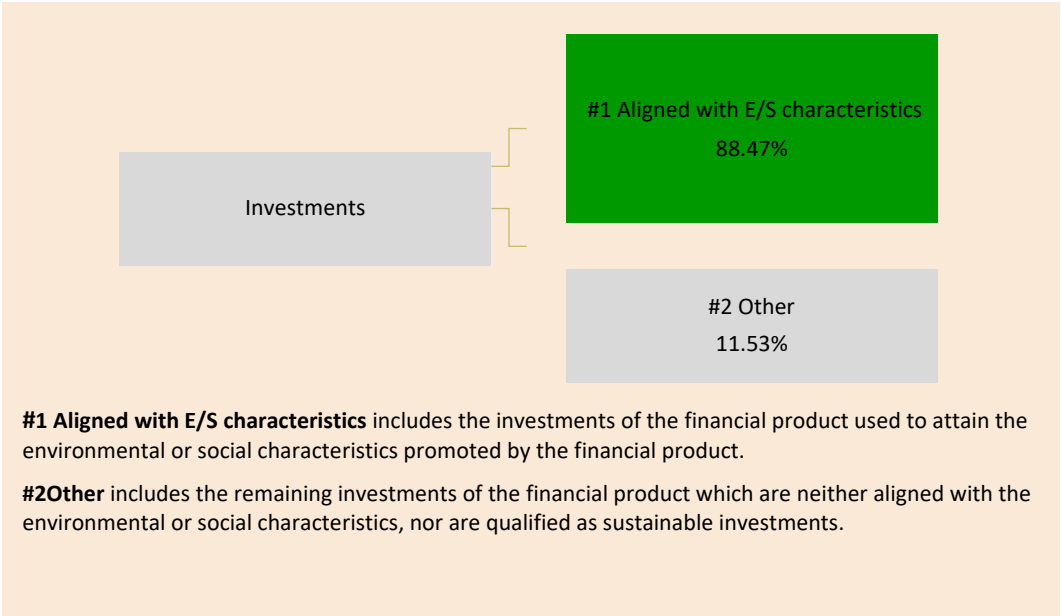 #1 Aligned with E/S characteristics
88.47%
Investments
#2 Other
11.53%
#1 Aligned with E/S characteristics includes the investments of the financial product used to attain the
environmental or social characteristics promoted by the financial product.
#2Other includes the remaining investments of the financial product which are neither aligned with the
environmental or social characteristics, nor are qualified as sustainable investments.